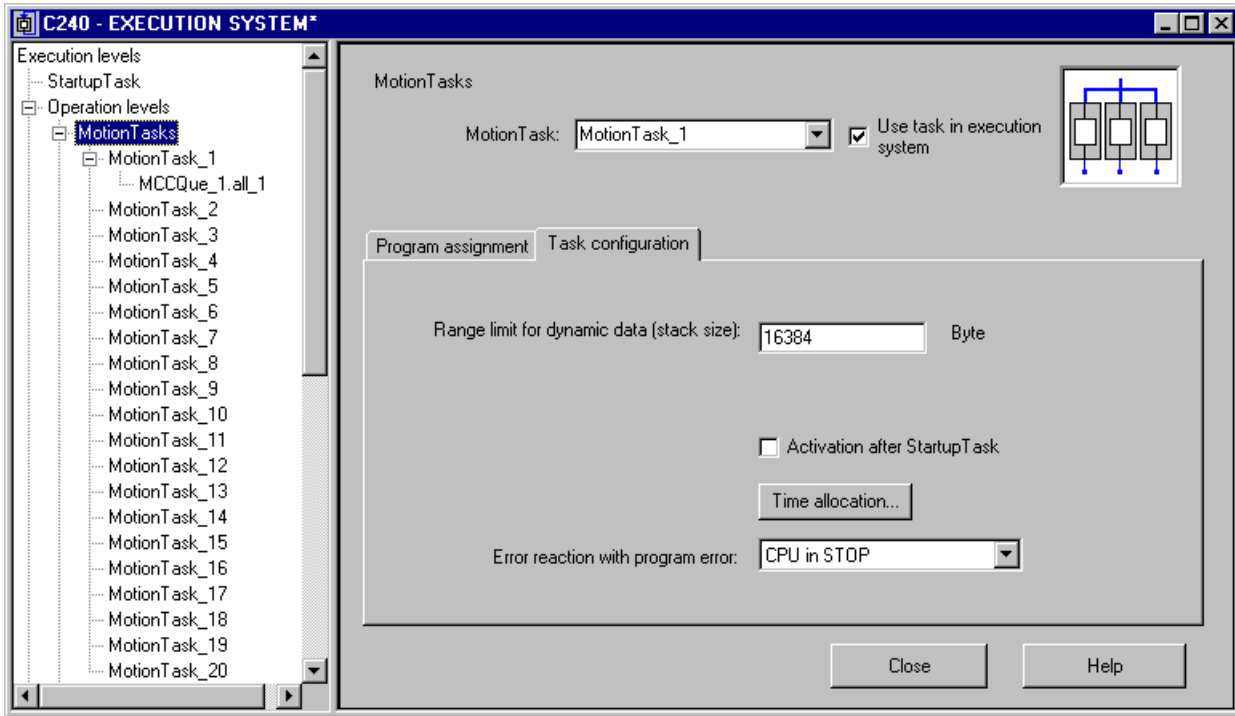 C240 - EXECUTION SYSTEM*
Execution levels
StartupTask
Operation levels
MotionTasks
MotionTask_1
MCCQue_1.all_1
MotionTask_2
MotionTask_3
MotionTask_4
MotionTask_5
MotionTask_6
MotionTask_7
MotionTask_8
MotionTask_9
MotionTask_10
MotionTask_11
MotionTask_12
MotionTask_13
MotionTask_14
MotionTask_15
MotionTask_16
MotionTask_17
MotionTask_18
MotionTask_19
MotionTask_20
MotionTasks
MotionTask: MotionTask_1
Use task in execution
system
Program assignment Task configuration
Range limit for dynamic data (stack size): 16384 Byte
Activation after StartupTask
Time allocation...
Error reaction with program error: CPU in STOP
Close Help